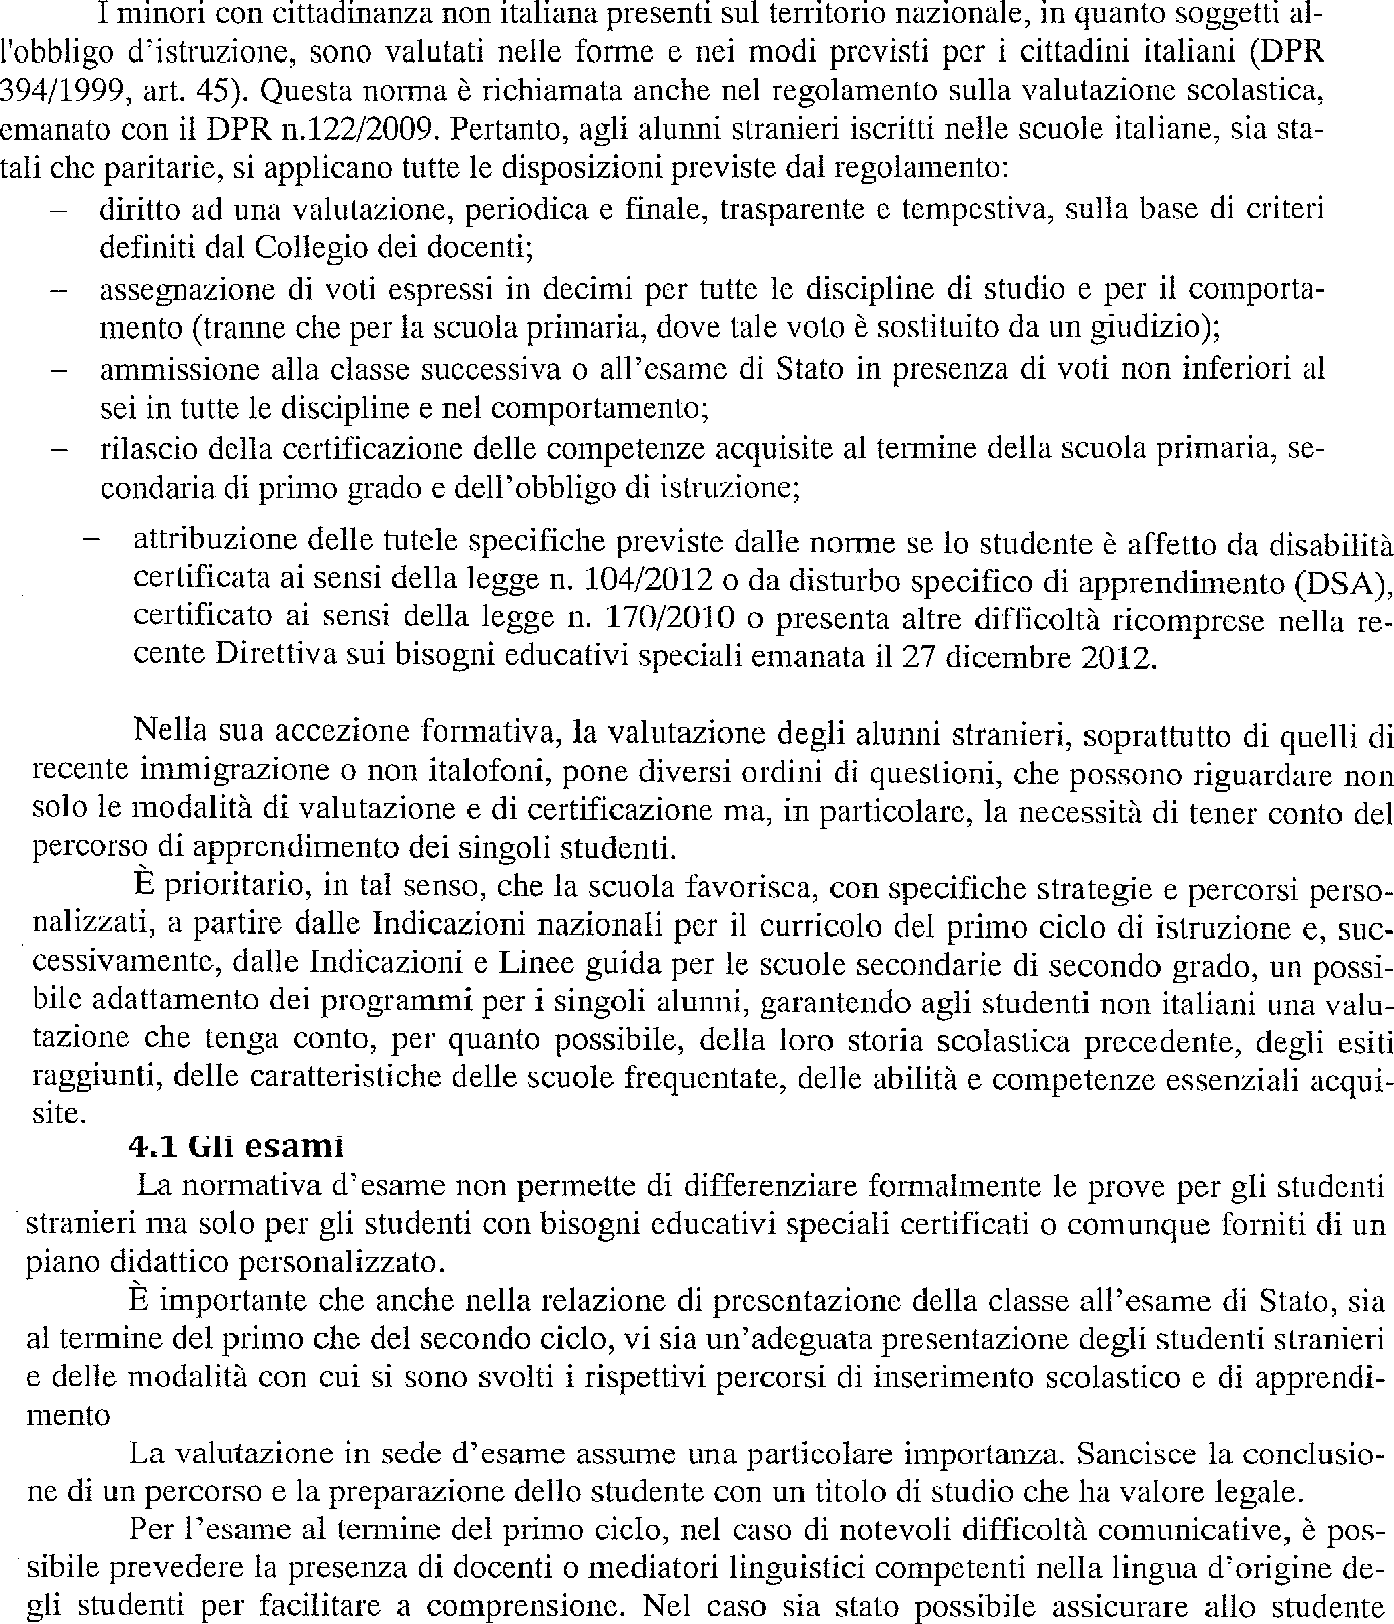 I minori con cittadinanza non italiana presenti sul territorio nazionale, in quanto soggetti al-
l'obbligo d'istruzione, sono valutati nelle forme e nei modi previsti per i cittadini italiani (DPR
394/1999, art. 45). Questa norma è richiamata anche nel regolamento sulla valutazione scolastica,
emanato con il DPR n.122/2009. Pertanto, agli alunni stranieri iscritti nelle scuole italiane, sia sta-
tali che paritarie, si applicano tutte le disposizioni previste dal regolamento:
– diritto ad una valutazione, periodica e finale, trasparente e tempestiva, sulla base di criteri
definiti dal Collegio dei docenti;
– assegnazione di voti espressi in decimi per tutte le discipline di studio e per il comporta-
mento (tranne che per la scuola primaria, dove tale voto è sostituito da un giudizio);
– ammissione alla classe successiva o all'esame di Stato in presenza di voti non inferiori al
sei in tutte le discipline e nel comportamento;
– rilascio della certificazione delle competenze acquisite al termine della scuola primaria, se-
condaria di primo grado e dell'obbligo di istruzione;
– attribuzione delle tutele specifiche previste dalle norme se lo studente è affetto da disabilità
certificata ai sensi della legge n. 104/2012 o da disturbo specifico di apprendimento (DSA),
certificato ai sensi della legge n. 170/2010 o presenta altre difficoltà ricomprese nella re-
cente Direttiva sui bisogni educativi speciali emanata il 27 dicembre 2012.
Nella sua accezione formativa, la valutazione degli alunni stranieri, soprattutto di quelli di
recente immigrazione o non italofoni, pone diversi ordini di questioni, che possono riguardare non
solo le modalità di valutazione e di certificazione ma, in particolare, la necessità di tener conto del
percorso di apprendimento dei singoli studenti.
È prioritario, in tal senso, che la scuola favorisca, con specifiche strategie e percorsi perso-
nalizzati, a partire dalle Indicazioni nazionali per il curricolo del primo ciclo di istruzione e, suc-
cessivamente, dalle Indicazioni e Linee guida per le scuole secondarie di secondo grado, un possi-
bile adattamento dei programmi per i singoli alunni, garantendo agli studenti non italiani una valu-
tazione che tenga conto, per quanto possibile, della loro storia scolastica precedente, degli esiti
raggiunti, delle caratteristiche delle scuole frequentate, delle abilità e competenze essenziali acqui-
site.
4.1 Gli esami
La normativa d'esame non permette di differenziare formalmente le prove per gli studenti
stranieri ma solo per gli studenti con bisogni educativi speciali certificati o comunque forniti di un
piano didattico personalizzato.
È importante che anche nella relazione di presentazione della classe all'esame di Stato, sia
al termine del primo che del secondo ciclo, vi sia un'adeguata presentazione degli studenti stranieri
e delle modalità con cui si sono svolti i rispettivi percorsi di inserimento scolastico e di apprendi-
mento
La valutazione in sede d'esame assume una particolare importanza. Sancisce la conclusio-
ne di un percorso e la preparazione dello studente con un titolo di studio che ha valore legale.
Per l'esame al termine del primo ciclo, nel caso di notevoli difficoltà comunicative, è pos-
sibile prevedere la presenza di docenti o mediatori linguistici competenti nella lingua d'origine de-
gli studenti per facilitare a comprensione. Nel caso sia stato possibile assicurare allo studente